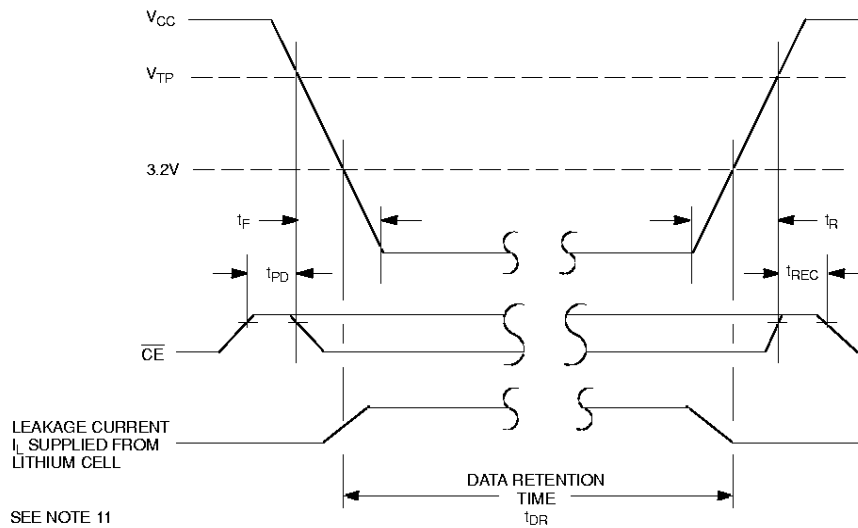 VCC
VTP
3.2V
tF
tR
tPD
tREC
CE
LEAKAGE CURRENT
IL SUPPLIED FROM
LITHIUM CELL
DATA RETENTION
TIME
tDR
SEE NOTE 11